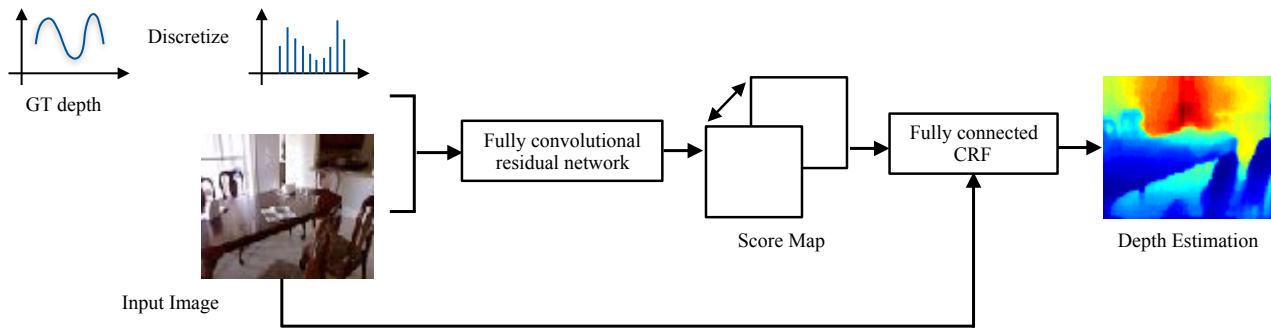 Discretize
GT depth
Fully convolutional
residual network
Fully connected
CRF
Score Map
Depth Estimation
Input Image